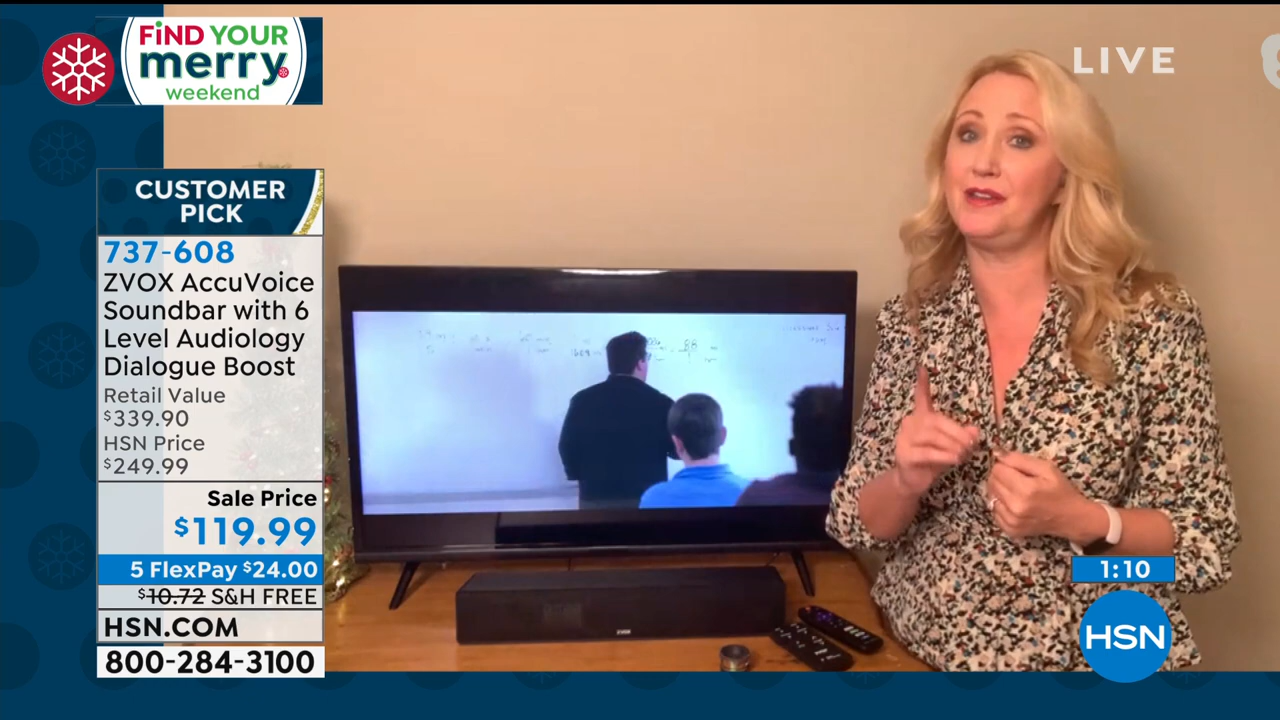 FiND YOUR
merry
weekend
LIVE
CUSTOMER
PICK
737-608
ZVOX AccuVoice
Soundbar with 6
Level Audiology
Dialogue Boost
Retail Value
$339.90
HSN Price
$249.99
Sale Price
$119.99
5 FlexPay $24.00
$10.72 S&H FREE
HSN.COM
800-284-3100
88
ZVOX
1:10
HSN